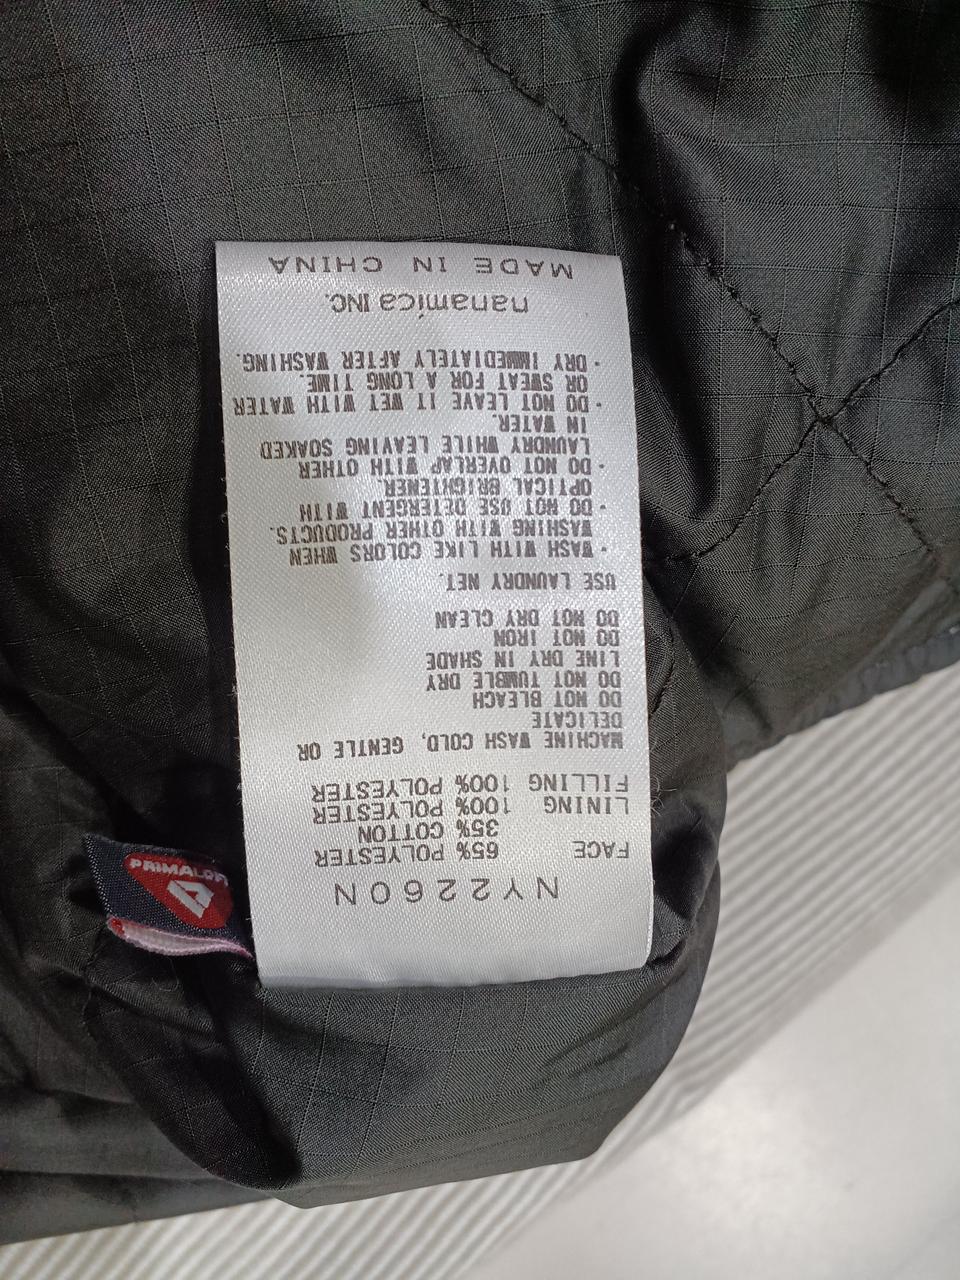 NY2260N
FACE 65% POLYESTER
35% COTTON
LINING 100% POLYESTER
FILLING 100% POLYESTER
MACHINE WASH COLD, GENTLE OR
DELICATE
DO NOT BLEACH
DO NOT TUMBLE DRY
LINE DRY IN SHADE
DO NOT IRON
DO NOT DRY CLEAN
USE LAUNDRY NET.
· WASH WITH LIKE COLORS WHEN
WASHING WITH OTHER PRODUCTS.
· DO NOT USE DETERGENT WITH
OPTICAL BRIGHTENER
· DO NOT OVERLAP WITH OTHER
LAUNDRY WHILE LEAVING SOAKED
IN WATER.
· DO NOT LEAVE IT WET WITH WATER
OR SWEAT FOR A LONG TIME.
· DRY IMMEDIATELY AFTER WASHING.
nanamica INC.
MADE IN CHINA
PRIMALOFT